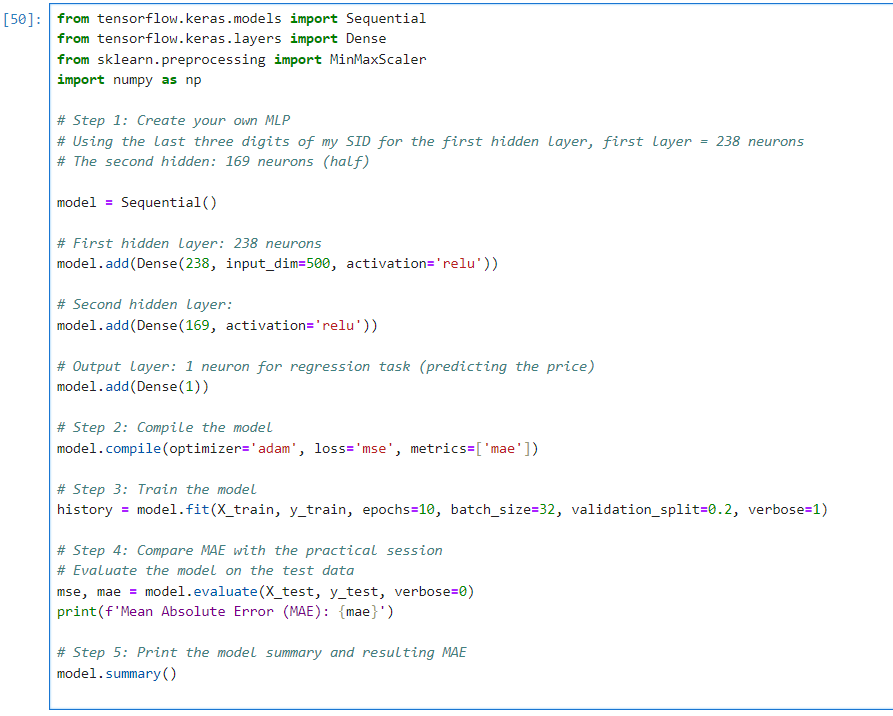 [50]: from tensorflow.keras.models import Sequential
from tensorflow.keras.layers import Dense
from sklearn.preprocessing import MinMaxScaler
import numpy as np
# Step 1: Create your own MLP
# Using the last three digits of my SID for the first hidden layer, first layer = 238 neurons
# The second hidden: 169 neurons (half)
model = Sequential()
# First hidden layer: 238 neurons
model.add(Dense(238, input_dim=500, activation='relu'))
# Second hidden layer:
model.add(Dense(169, activation='relu'))
# Output layer: 1 neuron for regression task (predicting the price)
model.add(Dense(1))
# Step 2: Compile the model
model.compile(optimizer='adam', loss='mse', metrics=['mae'])
# Step 3: Train the model
history = model.fit(X_train, y_train, epochs=10, batch_size=32, validation_split=0.2, verbose=1)
# Step 4: Compare MAE with the practical session
# Evaluate the model on the test data
mse, mae = model.evaluate(X_test, y_test, verbose=0)
print(f'Mean Absolute Error (MAE): {mae}')
# Step 5: Print the model summary and resulting MAE
model.summary()